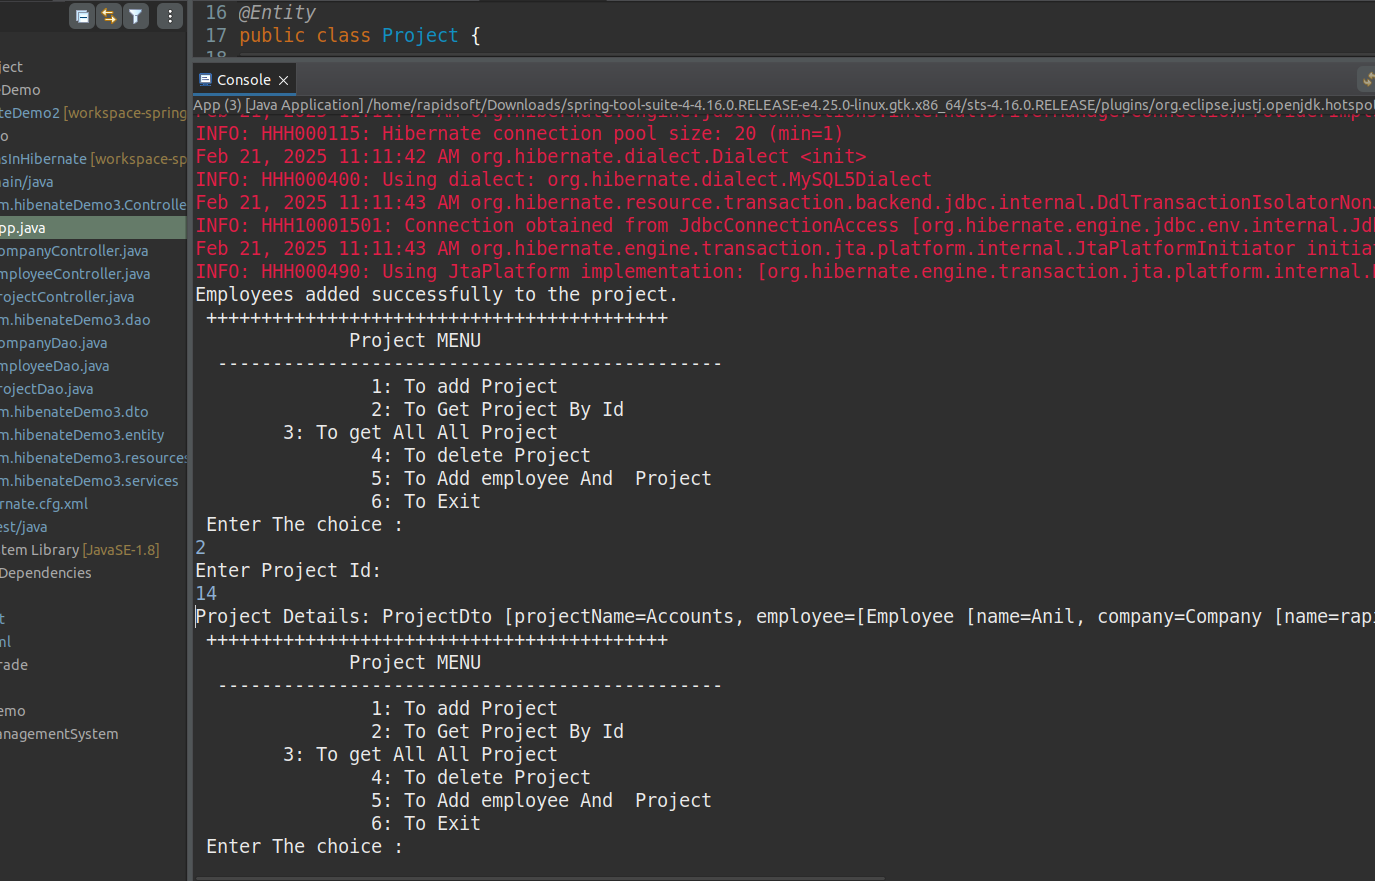 16 @Entity
17 public class Project {
18
ject
eDemo
teDemo2 [workspace-spring
o
nsInHibernate [workspace-sp
ain/java
m.hibenateDemo3.Controlle
pp.java
ompanyController.java
mployeeController.java
rojectController.java
m.hibenateDemo3.dao
ompanyDao.java
mployeeDao.java
rojectDao.java
m.hibenateDemo3.dto
m.hibenateDemo3.entity
m.hibenateDemo3.resources
m.hibenateDemo3.services
rnate.cfg.xml
est/java
tem Library [JavaSE-1.8]
Dependencies
t
ml
rade
emo
anagementSystem
Console
App (3) [Java Application] /home/rapidsoft/Downloads/spring-tool-suite-4-4.16.0.RELEASE-e4.25.0-linux.gtk.x86_64/sts-4.16.0.RELEASE/plugins/org.eclipse.justj.openjdk.hotspo
INFO: HHH000115: Hibernate connection pool size: 20 (min=1)
Feb 21, 2025 11:11:42 AM org.hibernate.dialect.Dialect <init>
INFO: HHH000400: Using dialect: org.hibernate.dialect.MySQL5Dialect
Feb 21, 2025 11:11:43 AM org.hibernate.resource.transaction.backend.jdbc.internal.DdlTransactionIsolatorNon
INFO: HHH10001501: Connection obtained from JdbcConnectionAccess [org.hibernate.engine.jdbc.env.internal.Jd
Feb 21, 2025 11:11:43 AM org.hibernate.engine.transaction.jta.platform.internal.JtaPlatformInitiator initia
INFO: HHH000490: Using JtaPlatform implementation: [org.hibernate.engine.transaction.jta.platform.internal.
Employees added successfully to the project.
++++++++++++++++++++++++++++++++++++++++++
Project MENU
----------------------------------------------
1: To add Project
2: To Get Project By Id
3: To get All All Project
4: To delete Project
5: To Add employee And  Project
6: To Exit
Enter The choice :
2
Enter Project Id:
14
Project Details: ProjectDto [projectName=Accounts, employee=[Employee [name=Anil, company=Company [name=rapi
++++++++++++++++++++++++++++++++++++++++++
Project MENU
----------------------------------------------
1: To add Project
2: To Get Project By Id
3: To get All All Project
4: To delete Project
5: To Add employee And  Project
6: To Exit
Enter The choice :